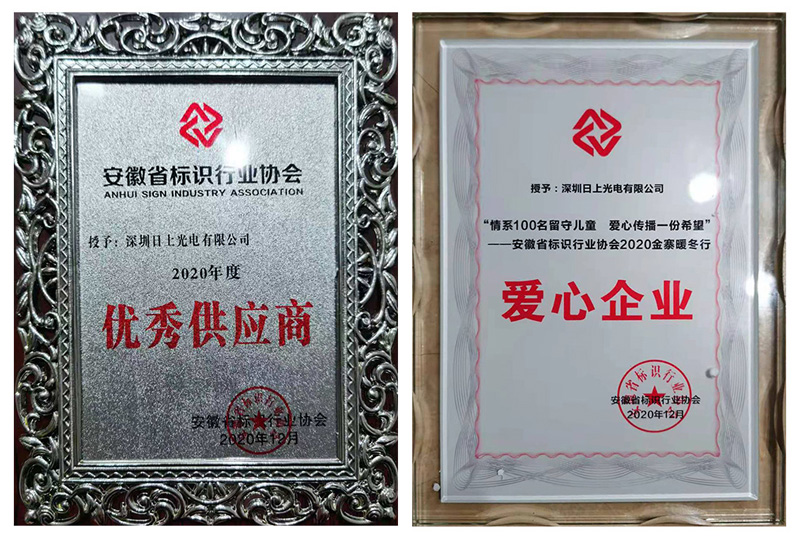 安徽省标识行业协会
ANHUI SIGN INDUSTRY ASSOCIATION
授予：深圳日上光电有限公司
2020年度
优秀供应商
安徽省标识行业协会
2020年12月
授予：深圳日上光电有限公司
“情系100名留守儿童 爱心传播一份希望”
——安徽省标识行业协会2020金寨暖冬行
爱心企业
安徽省标识行业协会
2020年12月